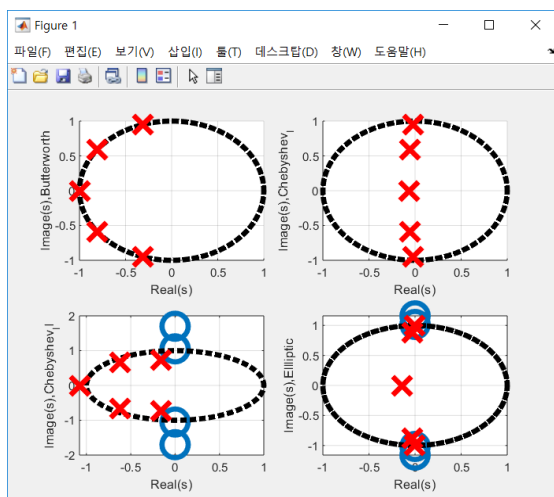 Figure 1
파일(F) 편집(E) 보기(V) 삽입(I) 툴(T) 데스크탑(D) 창(W) 도움말(H)
Image(s),Butterworth
1
0.5
0
-0.5
-1
-1 -0.5 0 0.5 1
Real(s)
Image(s),Chebyshev_I
1
0.5
0
-0.5
-1
-1 -0.5 0 0.5 1
Real(s)
Image(s),Chebyshev_II
2
1
0
-1
-2
-1 -0.5 0 0.5 1
Real(s)
Image(s),Elliptic
1
0.5
0
-0.5
-1
-1 -0.5 0 0.5 1
Real(s)